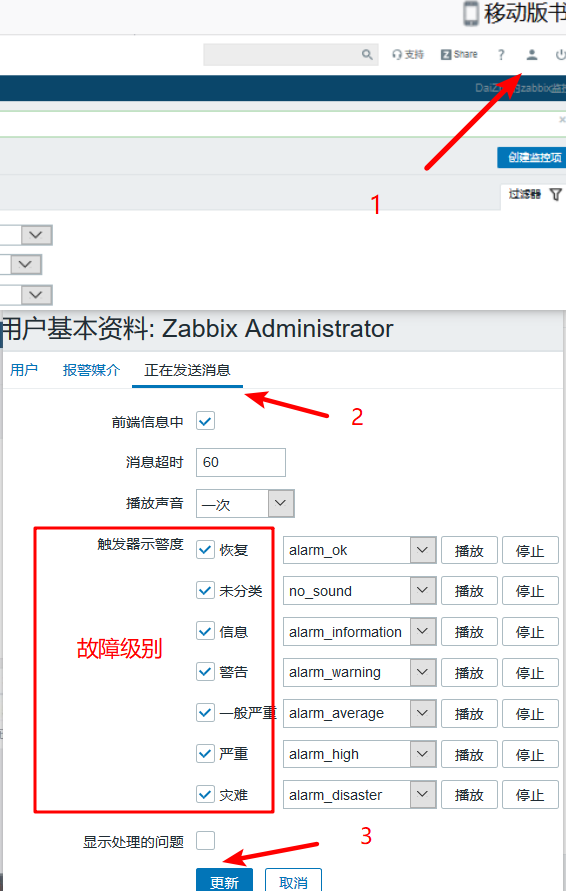 移动版书
支持 Share ?
DaiZ zabbix监控
创建监控项
1
过滤器
用户基本资料: Zabbix Administrator
用户 报警媒介 正在发送消息
2
前端信息中
消息超时 60
播放声音 一次
触发器示警度 恢复 alarm_ok 播放 停止
未分类 no_sound 播放 停止
信息 alarm_information 播放 停止
故障级别
警告 alarm_warning 播放 停止
一般严重 alarm_average 播放 停止
严重 alarm_high 播放 停止
灾难 alarm_disaster 播放 停止
显示处理的问题
3
更新 取消